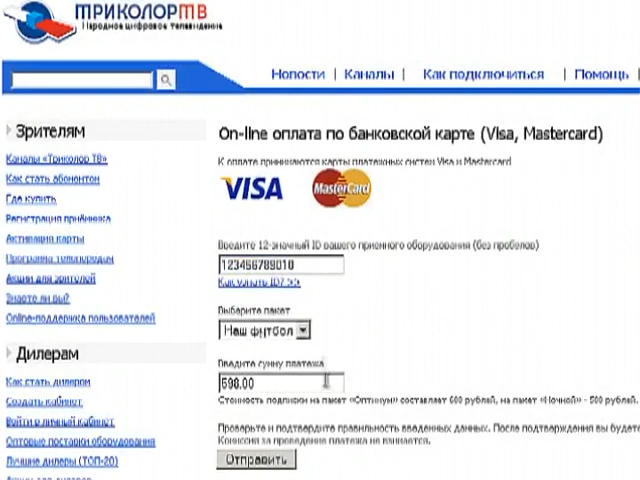 ТРИКОЛОРТВ
Народное цифровое телевидение
Новости | Каналы | Как подключиться | Помощь |
Зрителям
Каналы «Триколор ТВ»
Как стать абонентом
Где купить
Регистрация приёмника
Активация карты
Программа телепередач
Акции для зрителей
Знаете ли вы?
Online-поддержка пользователей
Дилерам
Как стать дилером
Создать кабинет
Войти в личный кабинет
Оптовые поставки оборудования
Лучшие дилеры (ТОП-20)
Акции для дилеров
On-line оплата по банковской карте (Visa, Mastercard)
К оплате принимаются карты платежных систем Visa и Mastercard
VISA MasterCard
Введите 12-значный ID вашего приемного оборудования (без пробелов)
123456789010
Как узнать ID? >>
Выберите пакет
Наш футбол
Введите сумму платежа
698.00
Стоимость подписки на пакет «Оптимум» составляет 600 рублей, на пакет «Ночной» - 500 рублей.
Проверьте и подтвердите правильность введенных данных. После подтверждения вы будете
Комиссия за проведение платежа не взимается.
Отправить